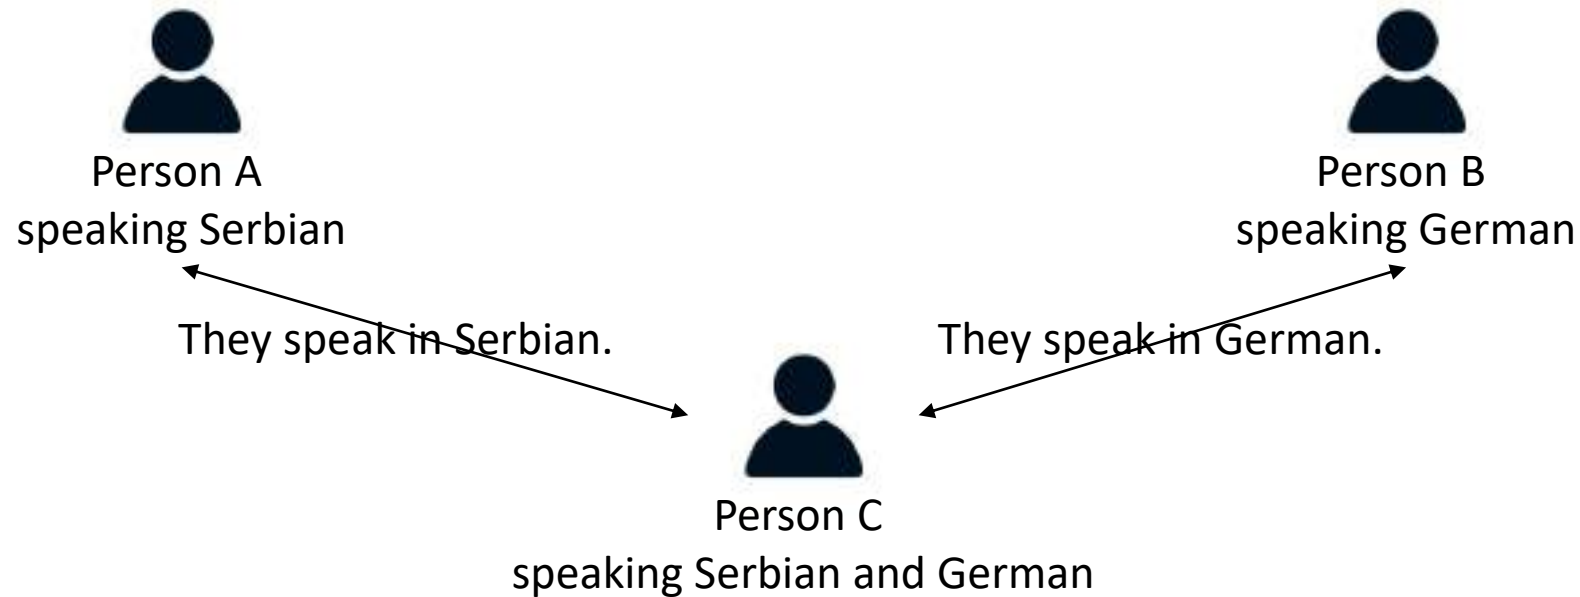 Person A
speaking Serbian
Person B
speaking German
They speak in Serbian.
They speak in German.
Person C
speaking Serbian and German